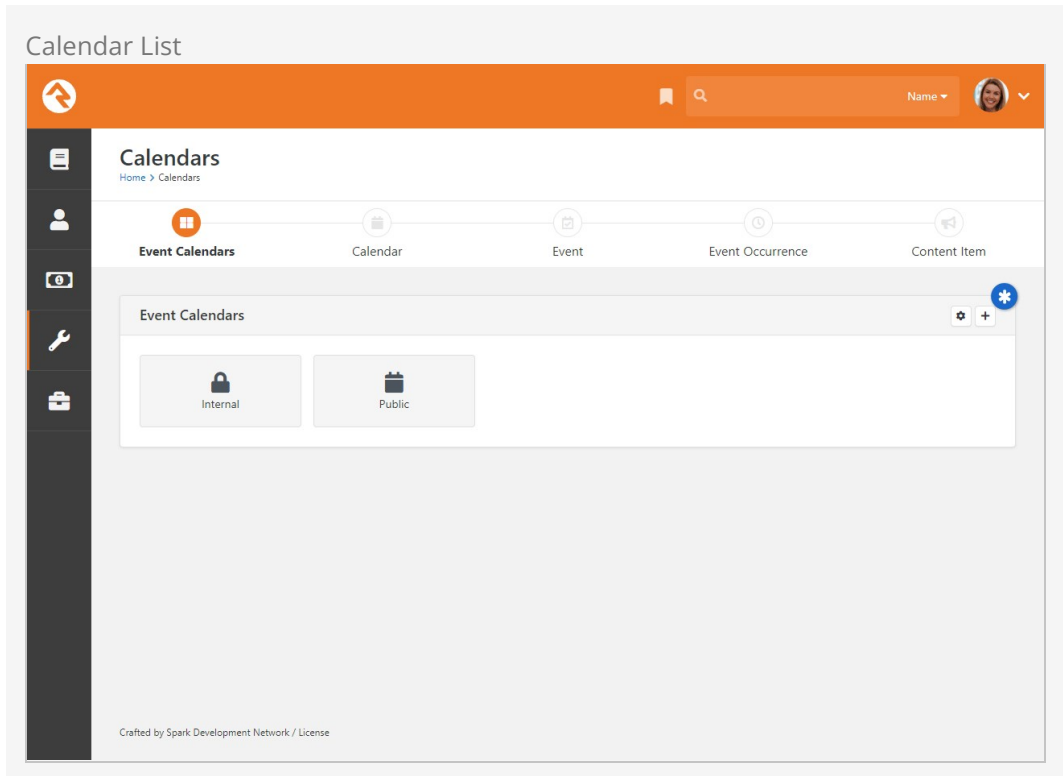 Calendar List
Name
Calendars
Home > Calendars
Event Calendars
Calendar
Event
Event Occurrence
Content Item
Event Calendars
Internal
Public
Crafted by Spark Development Network / License